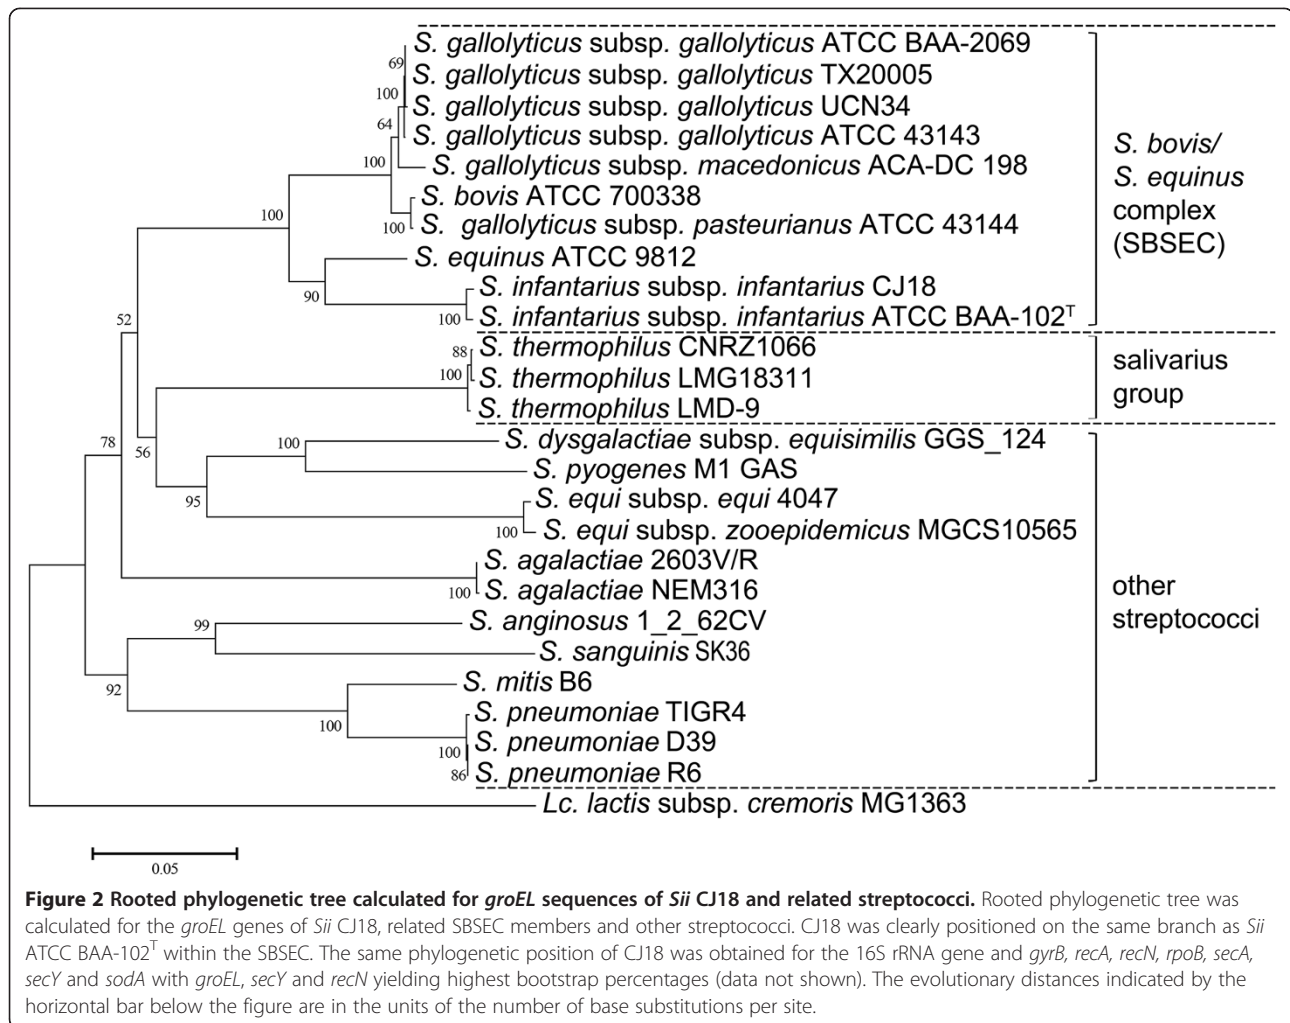 S. gallolyticus subsp. gallolyticus ATCC BAA-2069
69
S. gallolyticus subsp. gallolyticus TX20005
100
S. gallolyticus subsp. gallolyticus UCN34
64
S. gallolyticus subsp. gallolyticus ATCC 43143
100
S. gallolyticus subsp. macedonicus ACA-DC 198
S. bovis ATCC 700338
100
S. gallolyticus subsp. pasteurianus ATCC 43144
100
S. equinus ATCC 9812
S. infantarius subsp. infantarius CJ18
90
100
S. infantarius subsp. infantarius ATCC BAA-102T
52
S. bovis/
S. equinus
complex
(SBSEC)
88
S. thermophilus CNRZ1066
100
S. thermophilus LMG18311
S. thermophilus LMD-9
salivarius
group
100
S. dysgalactiae subsp. equisimilis GGS_124
78
56
S. pyogenes M1 GAS
95
S. equi subsp. equi 4047
100
S. equi subsp. zooepidemicus MGCS10565
S. agalactiae 2603V/R
100
S. agalactiae NEM316
99
S. anginosus 1_2_62CV
S. sanguinis SK36
92
S. mitis B6
100
S. pneumoniae TIGR4
100
S. pneumoniae D39
86
S. pneumoniae R6
other
streptococci
Lc. lactis subsp. cremoris MG1363
0.05
Figure 2 Rooted phylogenetic tree calculated for groEL sequences of Sii CJ18 and related streptococci. Rooted phylogenetic tree was
calculated for the groEL genes of Sii CJ18, related SBSEC members and other streptococci. CJ18 was clearly positioned on the same branch as Sii
ATCC BAA-102T within the SBSEC. The same phylogenetic position of CJ18 was obtained for the 16S rRNA gene and gyrB, recA, recN, rpoB, secA,
secY and sodA with groEL, secY and recN yielding highest bootstrap percentages (data not shown). The evolutionary distances indicated by the
horizontal bar below the figure are in the units of the number of base substitutions per site.